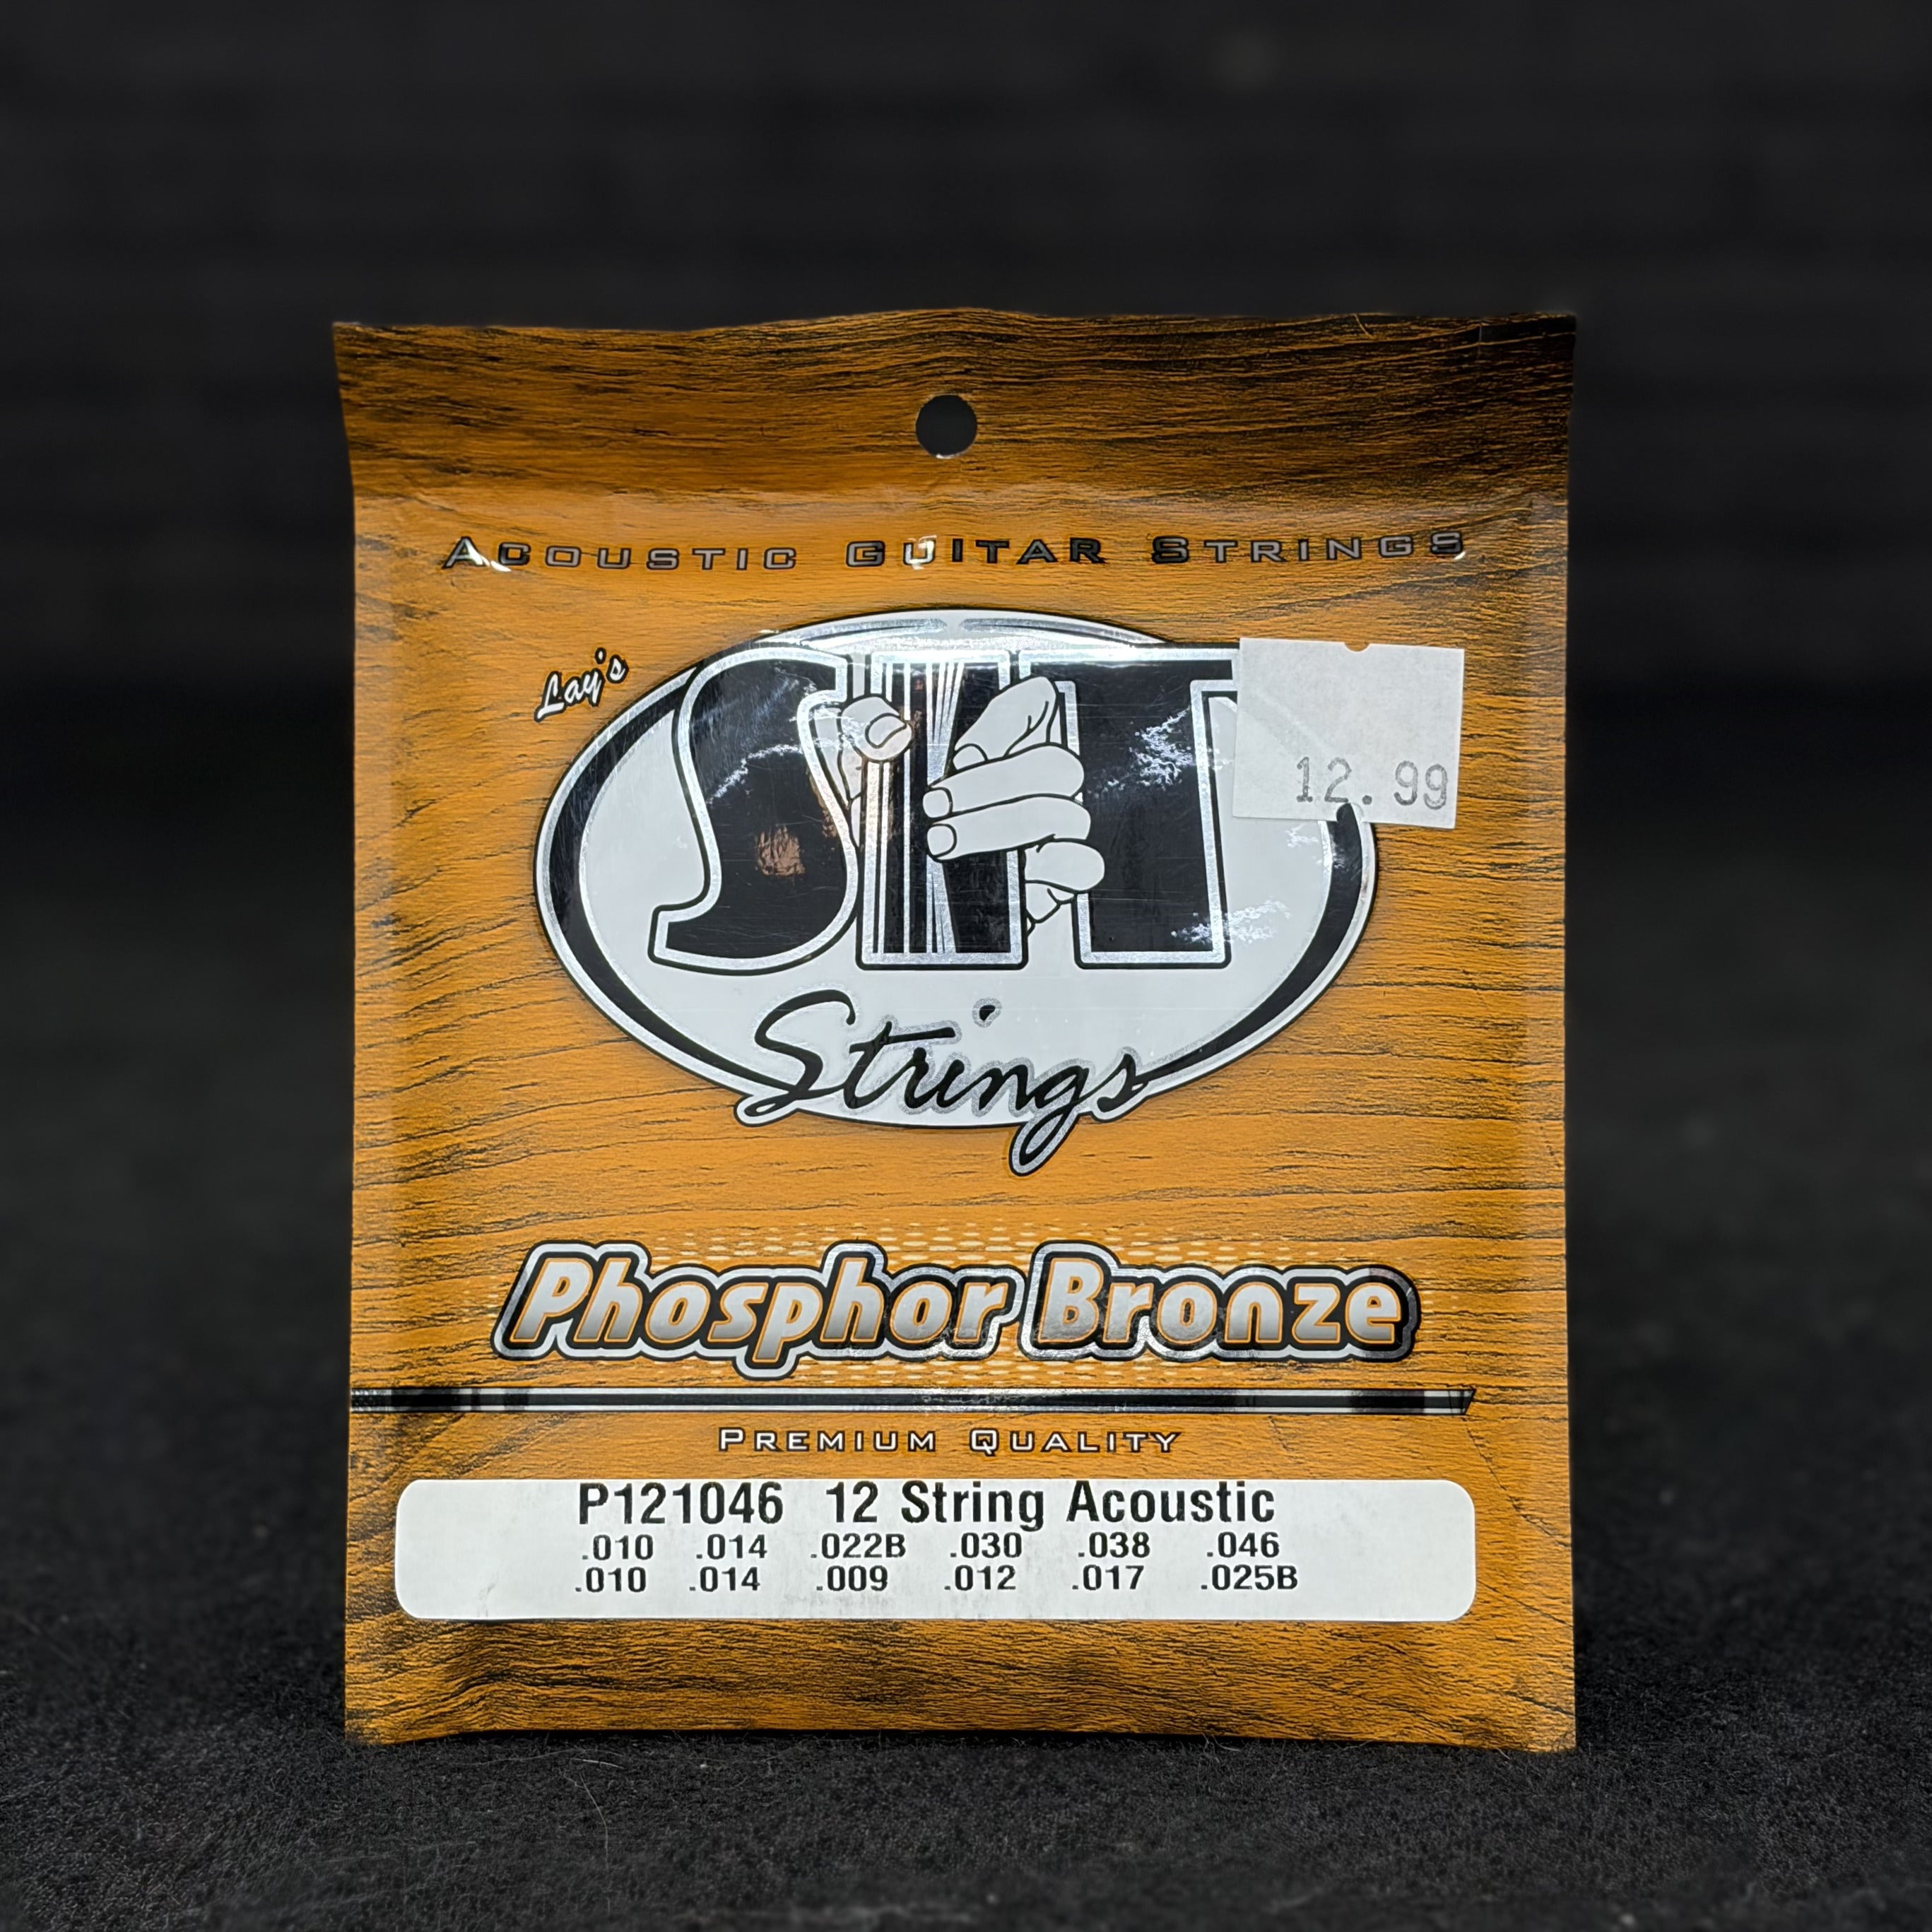 Acoustic Guitar Strings
Lay's
SIT
12.99
Strings
Phosphor Bronze
Premium Quality
P121046 12 String Acoustic
.010 .014 .022B .030 .038 .046
.010 .014 .009 .012 .017 .025B